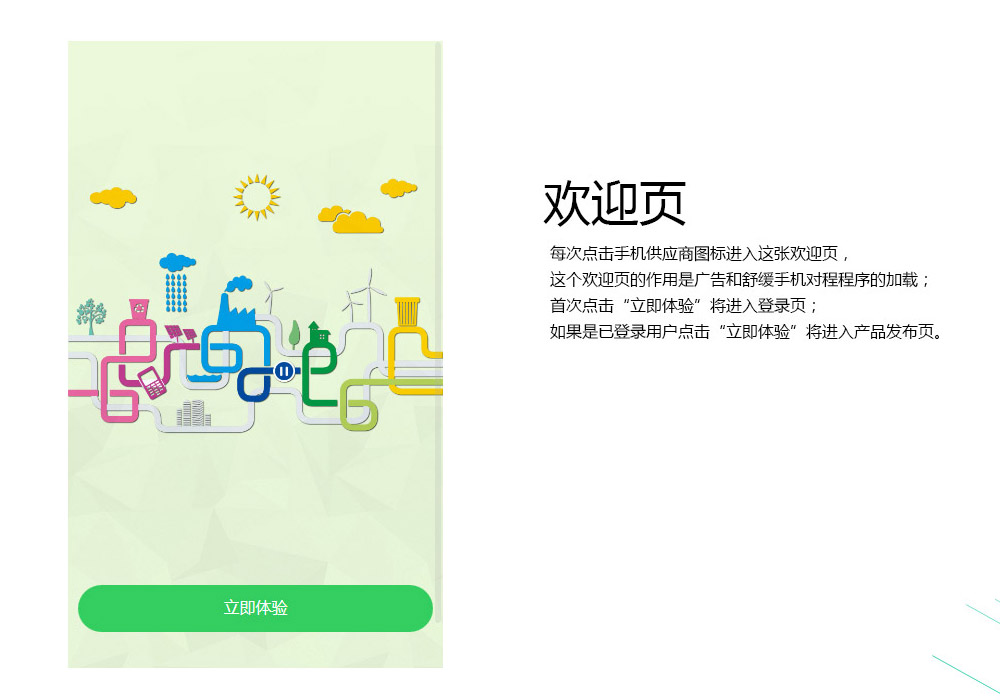 欢迎页
每次点击手机供应商图标进入这张欢迎页，
这个欢迎页的作用是广告和舒缓手机对程程序的加载；
首次点击“立即体验”将进入登录页；
如果是已登录用户点击“立即体验”将进入产品发布页。
立即体验